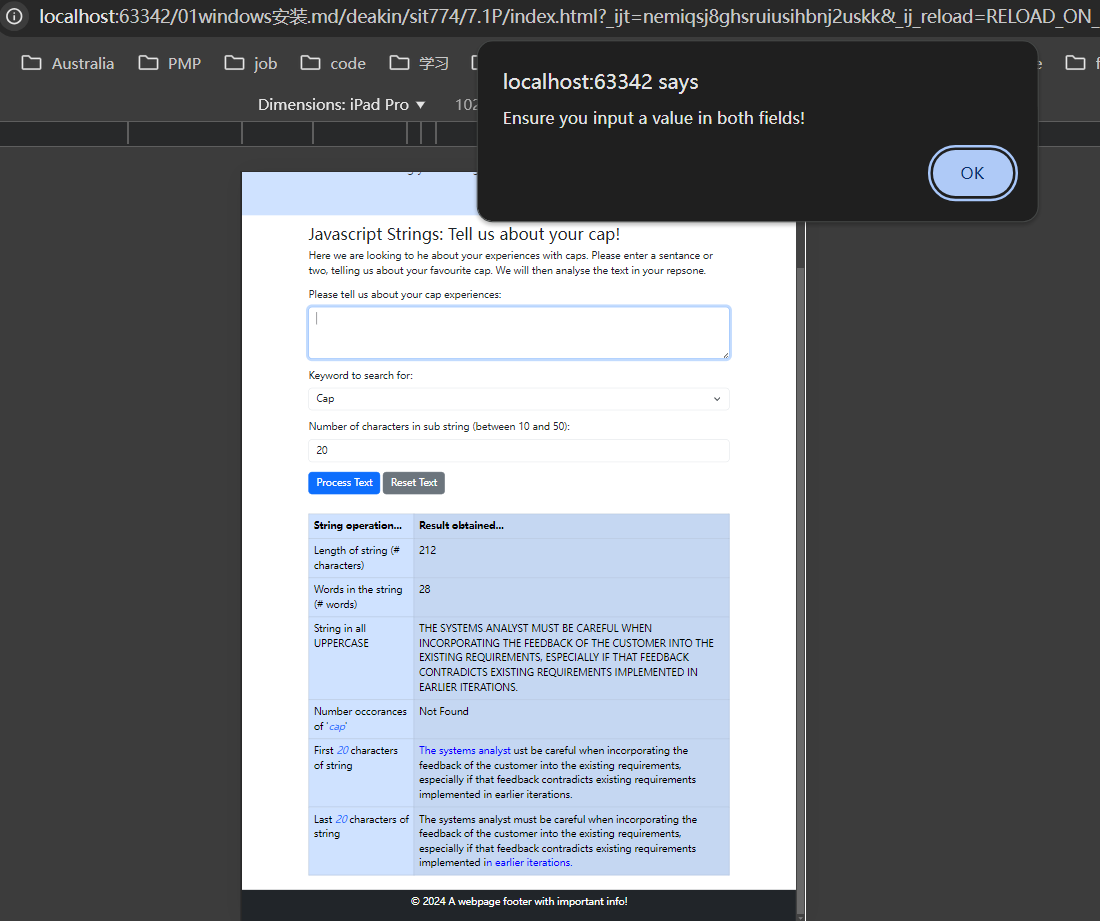 localhost:63342/01windows安装.md/deakin/sit774/7.1P/index.html?_ijt=nemiqsj8ghsruiusihbnj2uskk&_ij_reload=RELOAD_ON_
Australia PMP job code 学习
localhost:63342 says
Ensure you input a value in both fields!
OK
Dimensions: iPad Pro ▼ 102
Javascript Strings: Tell us about your cap!
Here we are looking to he about your experiences with caps. Please enter a sentance or
two, telling us about your favourite cap. We will then analyse the text in your repsone.
Please tell us about your cap experiences:
Keyword to search for:
Cap
Number of characters in sub string (between 10 and 50):
20
Process Text Reset Text
String operation... Result obtained...
Length of string (#
characters)
212
Words in the string
(# words)
28
String in all
UPPERCASE
THE SYSTEMS ANALYST MUST BE CAREFUL WHEN
INCORPORATING THE FEEDBACK OF THE CUSTOMER INTO THE
EXISTING REQUIREMENTS, ESPECIALLY IF THAT FEEDBACK
CONTRADICTS EXISTING REQUIREMENTS IMPLEMENTED IN
EARLIER ITERATIONS.
Number occorances
of 'cap'
Not Found
First 20 characters
of string
The systems analyst ust be careful when incorporating the
feedback of the customer into the existing requirements,
especially if that feedback contradicts existing requirements
implemented in earlier iterations.
Last 20 characters of
string
The systems analyst must be careful when incorporating the
feedback of the customer into the existing requirements,
especially if that feedback contradicts existing requirements
implemented in earlier iterations.
© 2024 A webpage footer with important info!